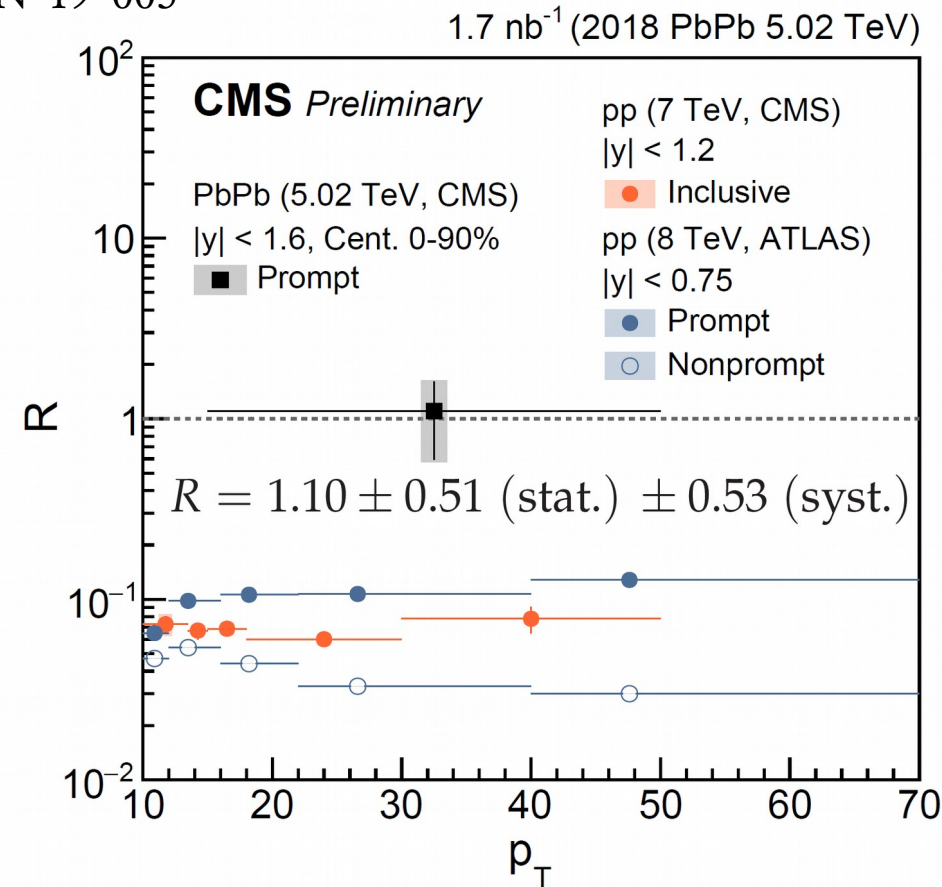 1.7 nb⁻¹ (2018 PbPb 5.02 TeV)
CMS Preliminary
PbPb (5.02 TeV, CMS)
|y| < 1.6, Cent. 0-90%
Prompt
pp (7 TeV, CMS)
|y| < 1.2
Inclusive
pp (8 TeV, ATLAS)
|y| < 0.75
Prompt
Nonprompt
R
10²
10
1
10⁻¹
10⁻²
R = 1.10 ± 0.51 (stat.) ± 0.53 (syst.)
10 20 30 40 50 60 70
p_T